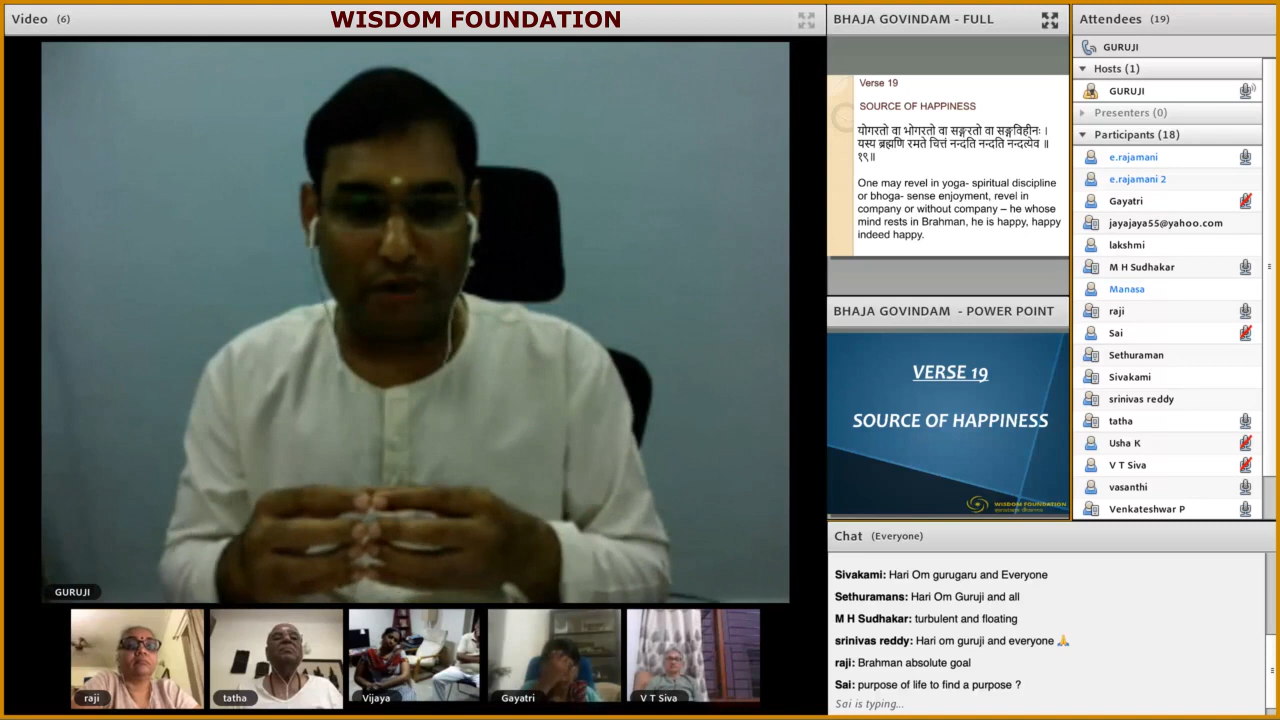 Video (6)
WISDOM FOUNDATION
GURUJI
raji
tatha
Vijaya
Gayatri
V T Siva
BHAJA GOVINDAM - FULL
Verse 19
SOURCE OF HAPPINESS
योगरतो वा भोगरतो वा सङ्गरतो वा सङ्गविहीनः ।
यस्य ब्रह्मणि रमते चित्तं नन्दति नन्दति नन्दत्येव ॥
१९॥
One may revel in yoga- spiritual discipline
or bhoga- sense enjoyment, revel in
company or without company – he whose
mind rests in Brahman, he is happy, happy
indeed happy.
BHAJA GOVINDAM - POWER POINT
VERSE 19
SOURCE OF HAPPINESS
WISDOM FOUNDATION
Attendees (19)
GURUJI
Hosts (1)
GURUJI
Presenters (0)
Participants (18)
e.rajamani
e.rajamani 2
Gayatri
jayajaya55@yahoo.com
lakshmi
M H Sudhakar
Manasa
raji
Sai
Sethuraman
Sivakami
srinivas reddy
tatha
Usha K
V T Siva
vasanthi
Venkateshwar P
Chat (Everyone)
Sivakami: Hari Om gurugaru and Everyone
Sethuramans: Hari Om Guruji and all
M H Sudhakar: turbulent and floating
srinivas reddy: Hari om guruji and everyone 🙏
raji: Brahman absolute goal
Sai: purpose of life to find a purpose ?
Sai is typing...